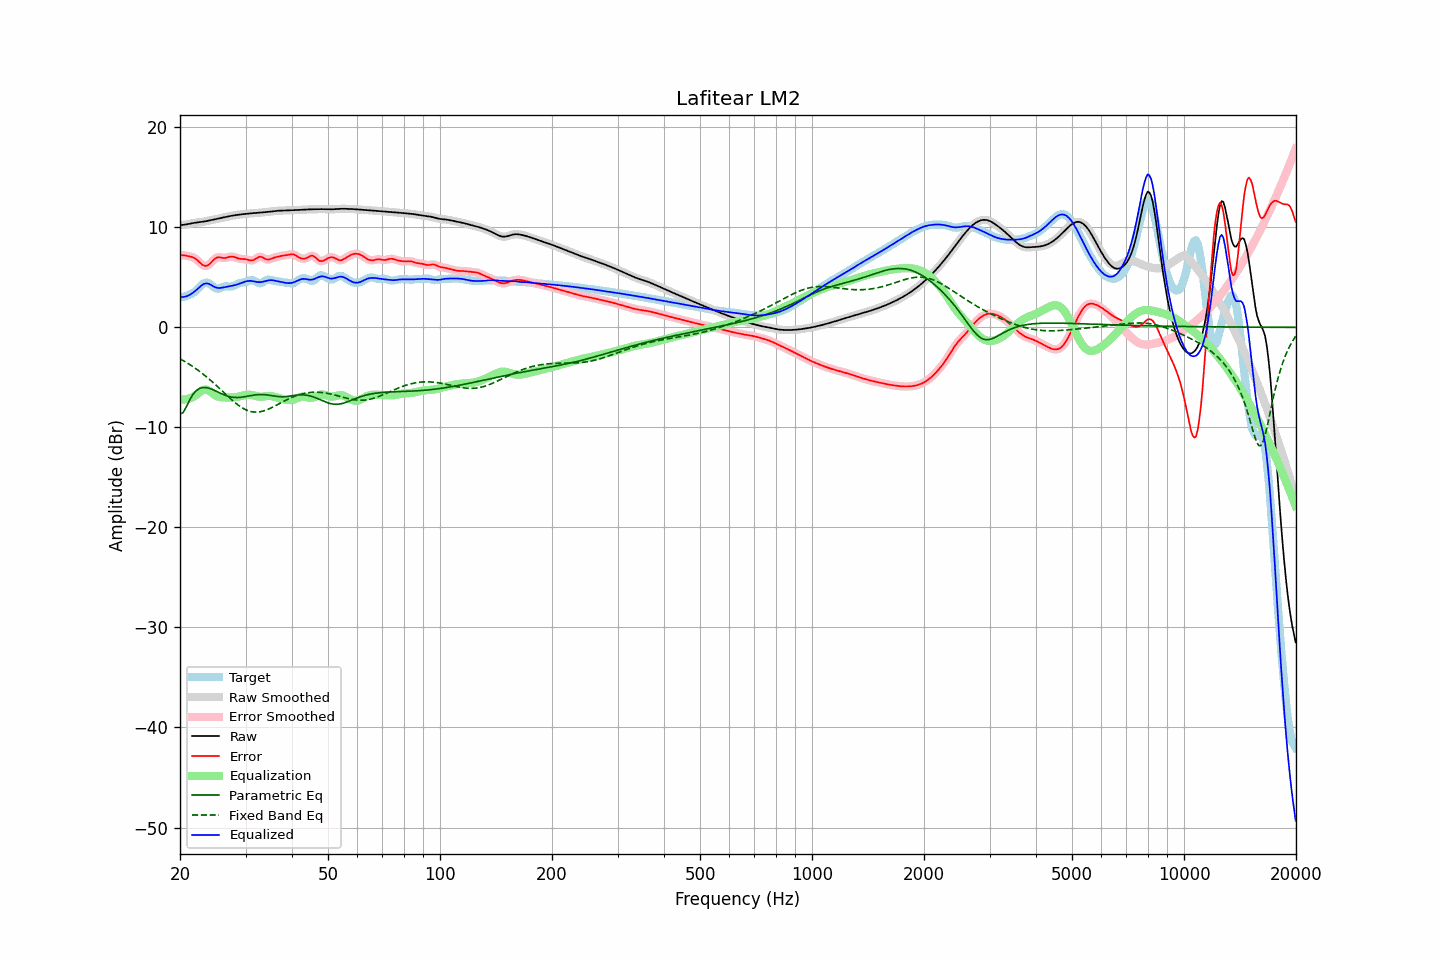 Lafitear LM2
Amplitude (dBr)
20
10
0
−10
−20
−30
−40
−50
Target
Raw Smoothed
Error Smoothed
Raw
Error
Equalization
Parametric Eq
Fixed Band Eq
Equalized
20 50 100 200 500 1000 2000 5000 10000 20000
Frequency (Hz)